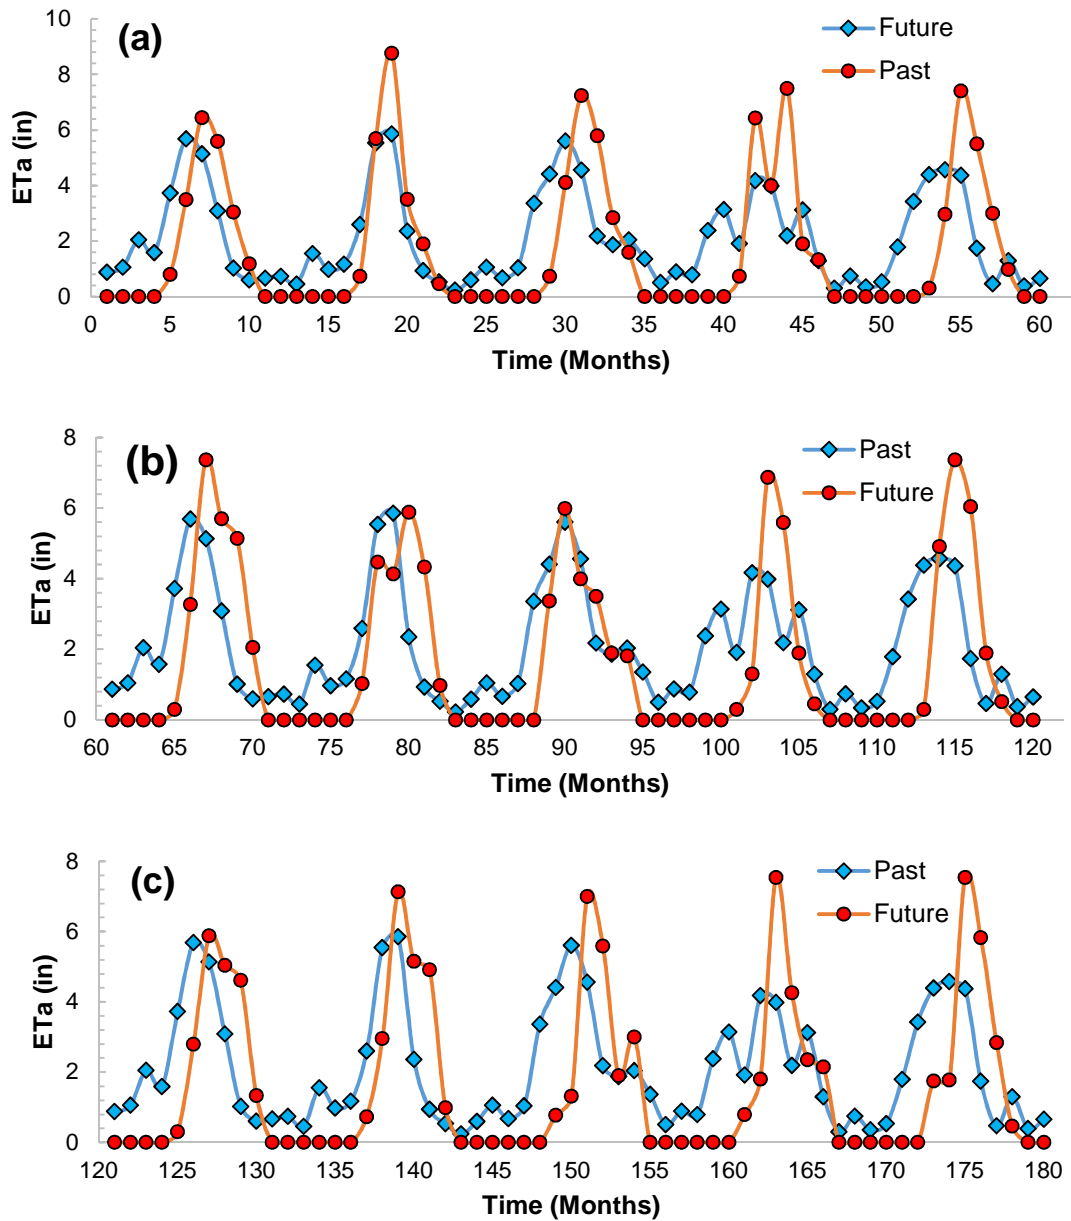 (a)
Future
Past
ETa (in)
10
8
6
4
2
0
0 5 10 15 20 25 30 35 40 45 50 55 60
Time (Months)
(b)
Past
Future
ETa (in)
8
6
4
2
0
60 65 70 75 80 85 90 95 100 105 110 115 120
Time (Months)
(c)
Past
Future
ETa (in)
8
6
4
2
0
120 125 130 135 140 145 150 155 160 165 170 175 180
Time (Months)